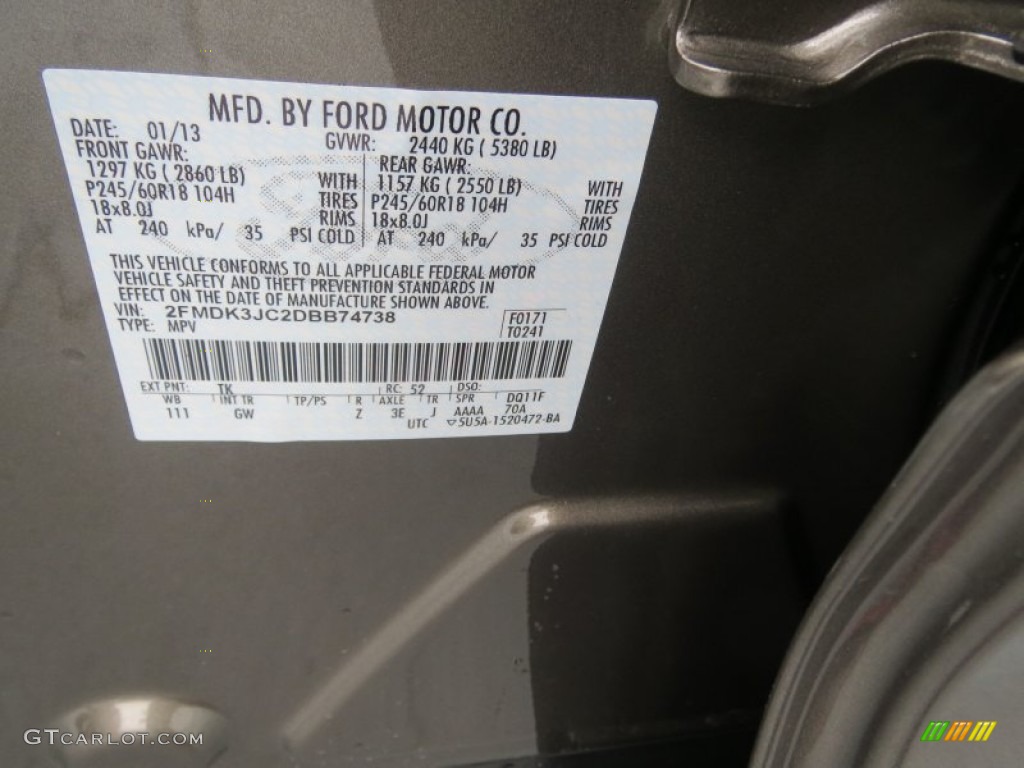 MFD. BY FORD MOTOR CO.
DATE: 01/13 GVWR: 2440 KG ( 5380 LB)
FRONT GAWR: REAR GAWR:
1297 KG ( 2860 LB) WITH 1157 KG ( 2550 LB) WITH
P245/60R18 104H TIRES P245/60R18 104H TIRES
18x8.0J RIMS 18x8.0J RIMS
AT 240 kPa/ 35 PSI COLD AT 240 kPa/ 35 PSI COLD
THIS VEHICLE CONFORMS TO ALL APPLICABLE FEDERAL MOTOR
VEHICLE SAFETY AND THEFT PREVENTION STANDARDS IN
EFFECT ON THE DATE OF MANUFACTURE SHOWN ABOVE.
VIN: 2FMDK3JC2DBB74738 F0171
TYPE: MPV T0241
EXT PNT: TK RC: 52 DSO:
WB INT TR TP/PS R AXLE TR SPR DQ11F
111 GW Z 3E J AAAA 70A
UTC ▽5U5A-1520472-BA
GTCARLOT.COM